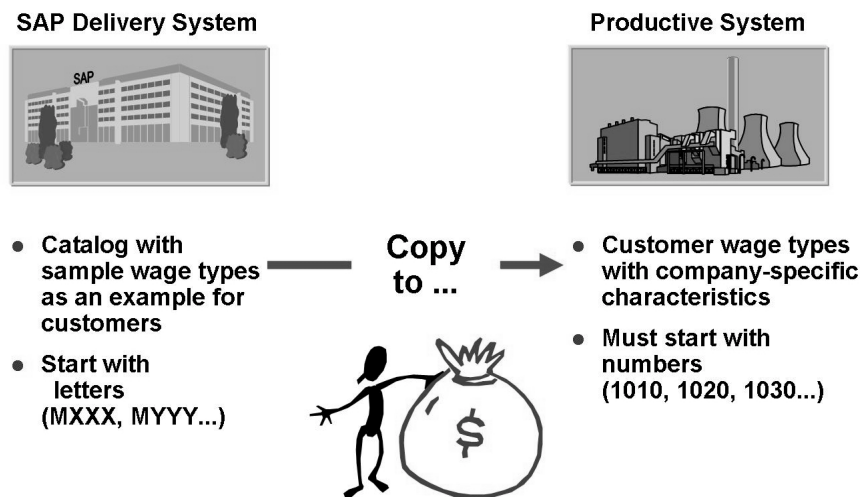 SAP Delivery System
Productive System
SAP
● Catalog with
sample wage types
as an example for
customers
● Start with
letters
(MXXX, MYYY...)
Copy
to ...
$
● Customer wage types
with company-specific
characteristics
● Must start with
numbers
(1010, 1020, 1030...)